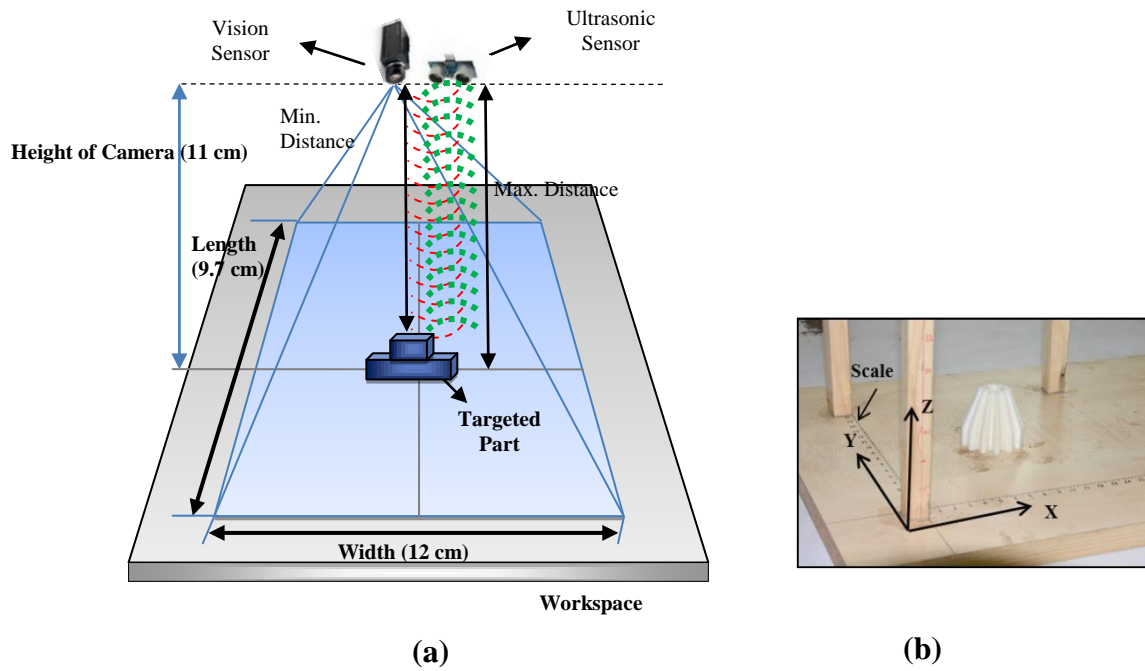 Vision
Sensor
Ultrasonic
Sensor
Min.
Distance
Height of Camera (11 cm)
Max. Distance
Length
(9.7 cm)
Targeted
Part
Width (12 cm)
Workspace
(a)
Scale
Z
Y
X
(b)